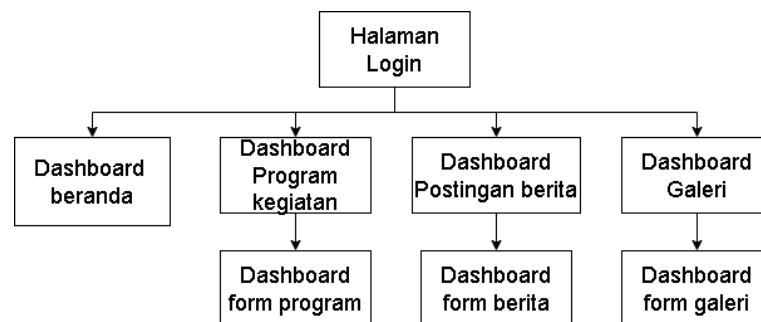 Halaman
Login
Dashboard
beranda
Dashboard
Program
kegiatan
Dashboard
Postingan berita
Dashboard
Galeri
Dashboard
form program
Dashboard
form berita
Dashboard
form galeri